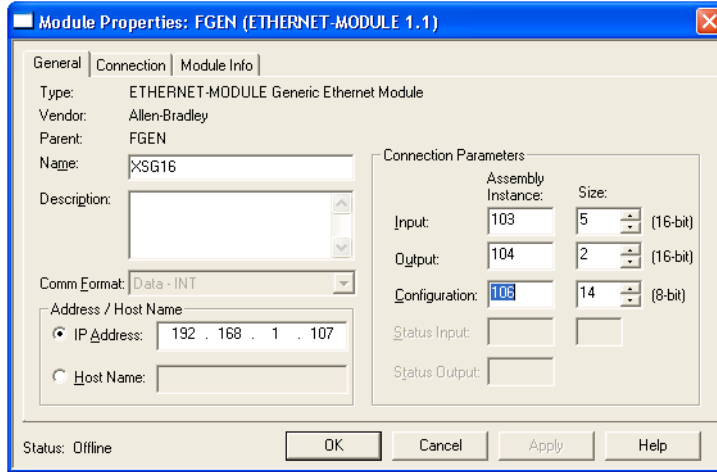 Module Properties: FGEN (ETHERNET-MODULE 1.1)
General Connection Module Info
Type: ETHERNET-MODULE Generic Ethernet Module
Vendor: Allen-Bradley
Parent: FGEN
Name: XSG16
Description:
Comm Format: Data - INT
Address / Host Name
IP Address: 192 . 168 . 1 . 107
Host Name:
Connection Parameters
Assembly
Instance: Size:
Input: 103 5 (16-bit)
Output: 104 2 (16-bit)
Configuration: 106 14 (8-bit)
Status Input:
Status Output:
Status: Offline
OK Cancel Apply Help